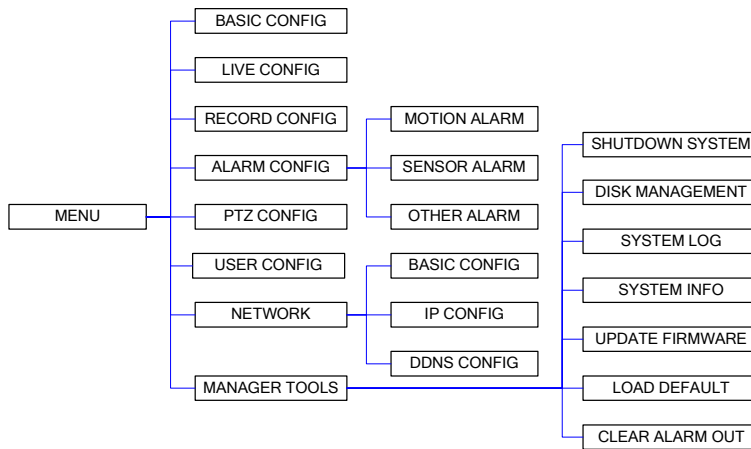 MENU
BASIC CONFIG
LIVE CONFIG
RECORD CONFIG
ALARM CONFIG
PTZ CONFIG
USER CONFIG
NETWORK
MANAGER TOOLS
MOTION ALARM
SENSOR ALARM
OTHER ALARM
BASIC CONFIG
IP CONFIG
DDNS CONFIG
SHUTDOWN SYSTEM
DISK MANAGEMENT
SYSTEM LOG
SYSTEM INFO
UPDATE FIRMWARE
LOAD DEFAULT
CLEAR ALARM OUT